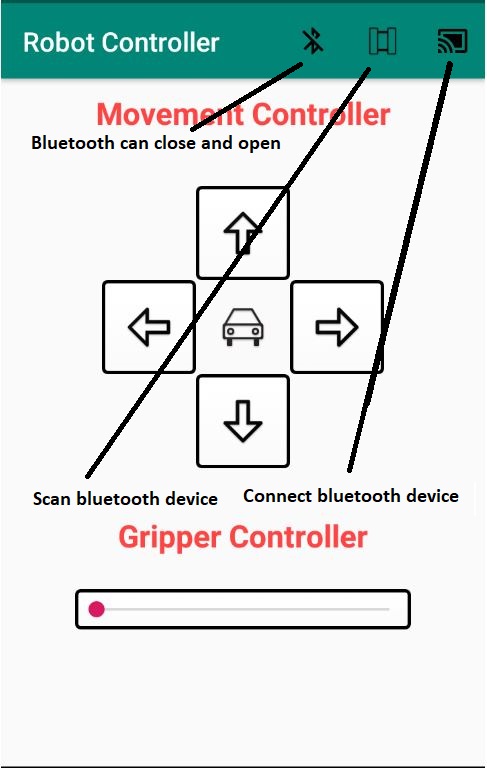 Robot Controller
Movement Controller
Bluetooth can close and open
Scan bluetooth device
Connect bluetooth device
Gripper Controller